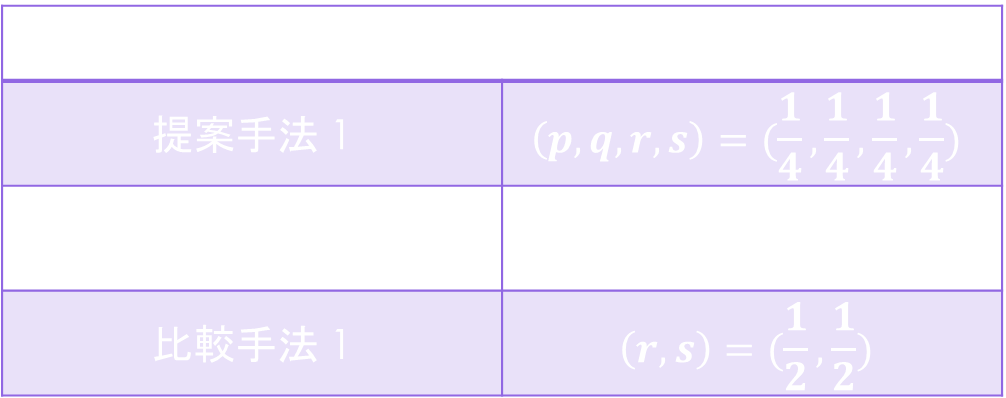 提案手法 1
(p, q, r, s) = (1/4, 1/4, 1/4, 1/4)
比較手法 1
(r, s) = (1/2, 1/2)